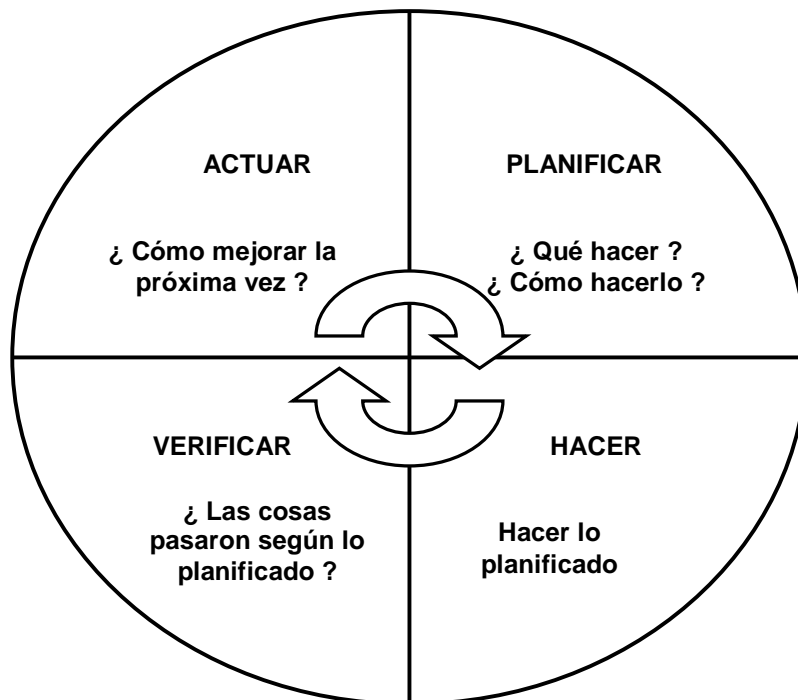 ACTUAR
¿ Cómo mejorar la
próxima vez ?
PLANIFICAR
¿ Qué hacer ?
¿ Cómo hacerlo ?
VERIFICAR
¿ Las cosas
pasaron según lo
planificado ?
HACER
Hacer lo
planificado